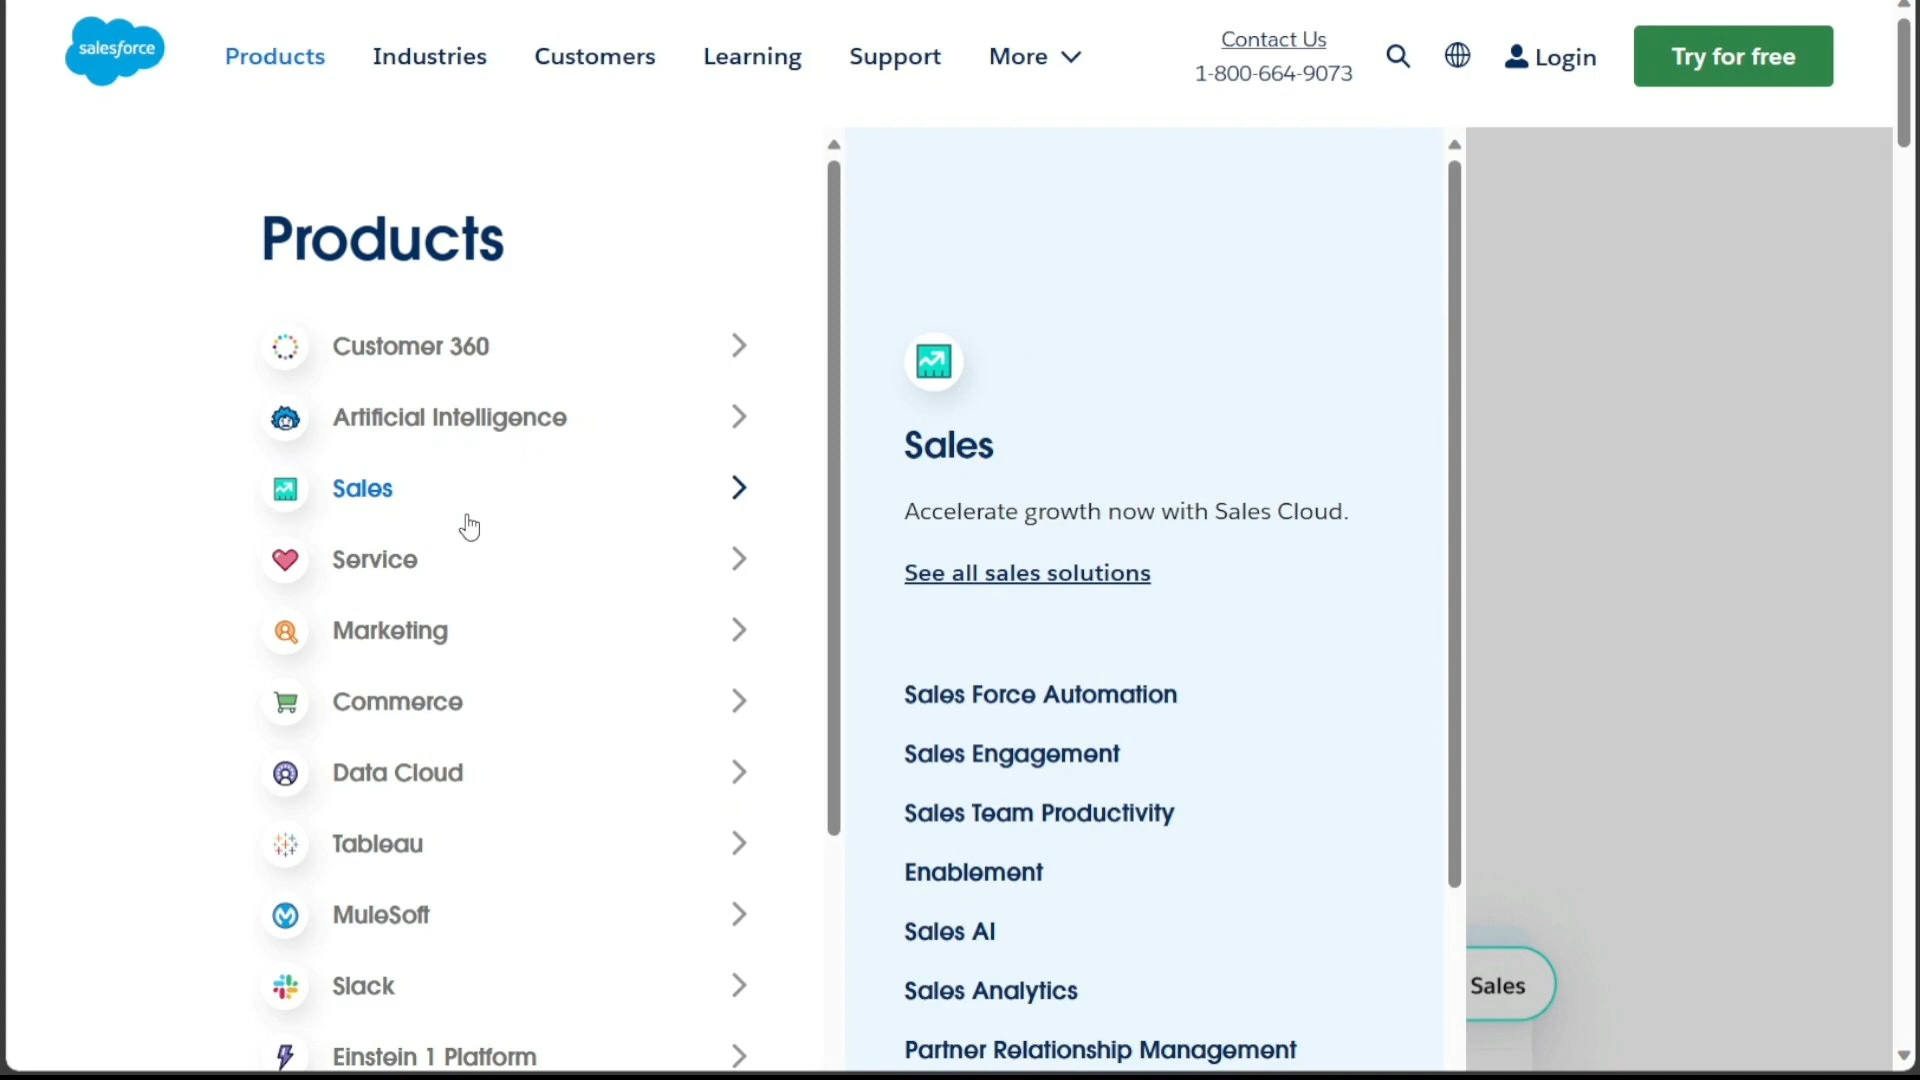 salesforce
Products
Industries
Customers
Learning
Support
More
Contact Us
1-800-664-9073
Login
Try for free
Products
Customer 360
Artificial Intelligence
Sales
Service
Marketing
Commerce
Data Cloud
Tableau
MuleSoft
Slack
Einstein 1 Platform
Sales
Accelerate growth now with Sales Cloud.
See all sales solutions
Sales Force Automation
Sales Engagement
Sales Team Productivity
Enablement
Sales AI
Sales Analytics
Partner Relationship Management
Sales